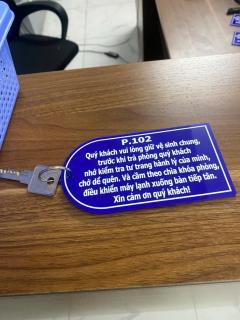 P.102
Quý khách vui lòng giữ vệ sinh chung,
trước khi trả phòng quý khách
nhớ kiểm tra tư trang hành lý của mình,
chớ để quên. Và cầm theo chìa khóa phòng,
điều khiển máy lạnh xuống bàn tiếp tân.
Xin cảm ơn quý khách!